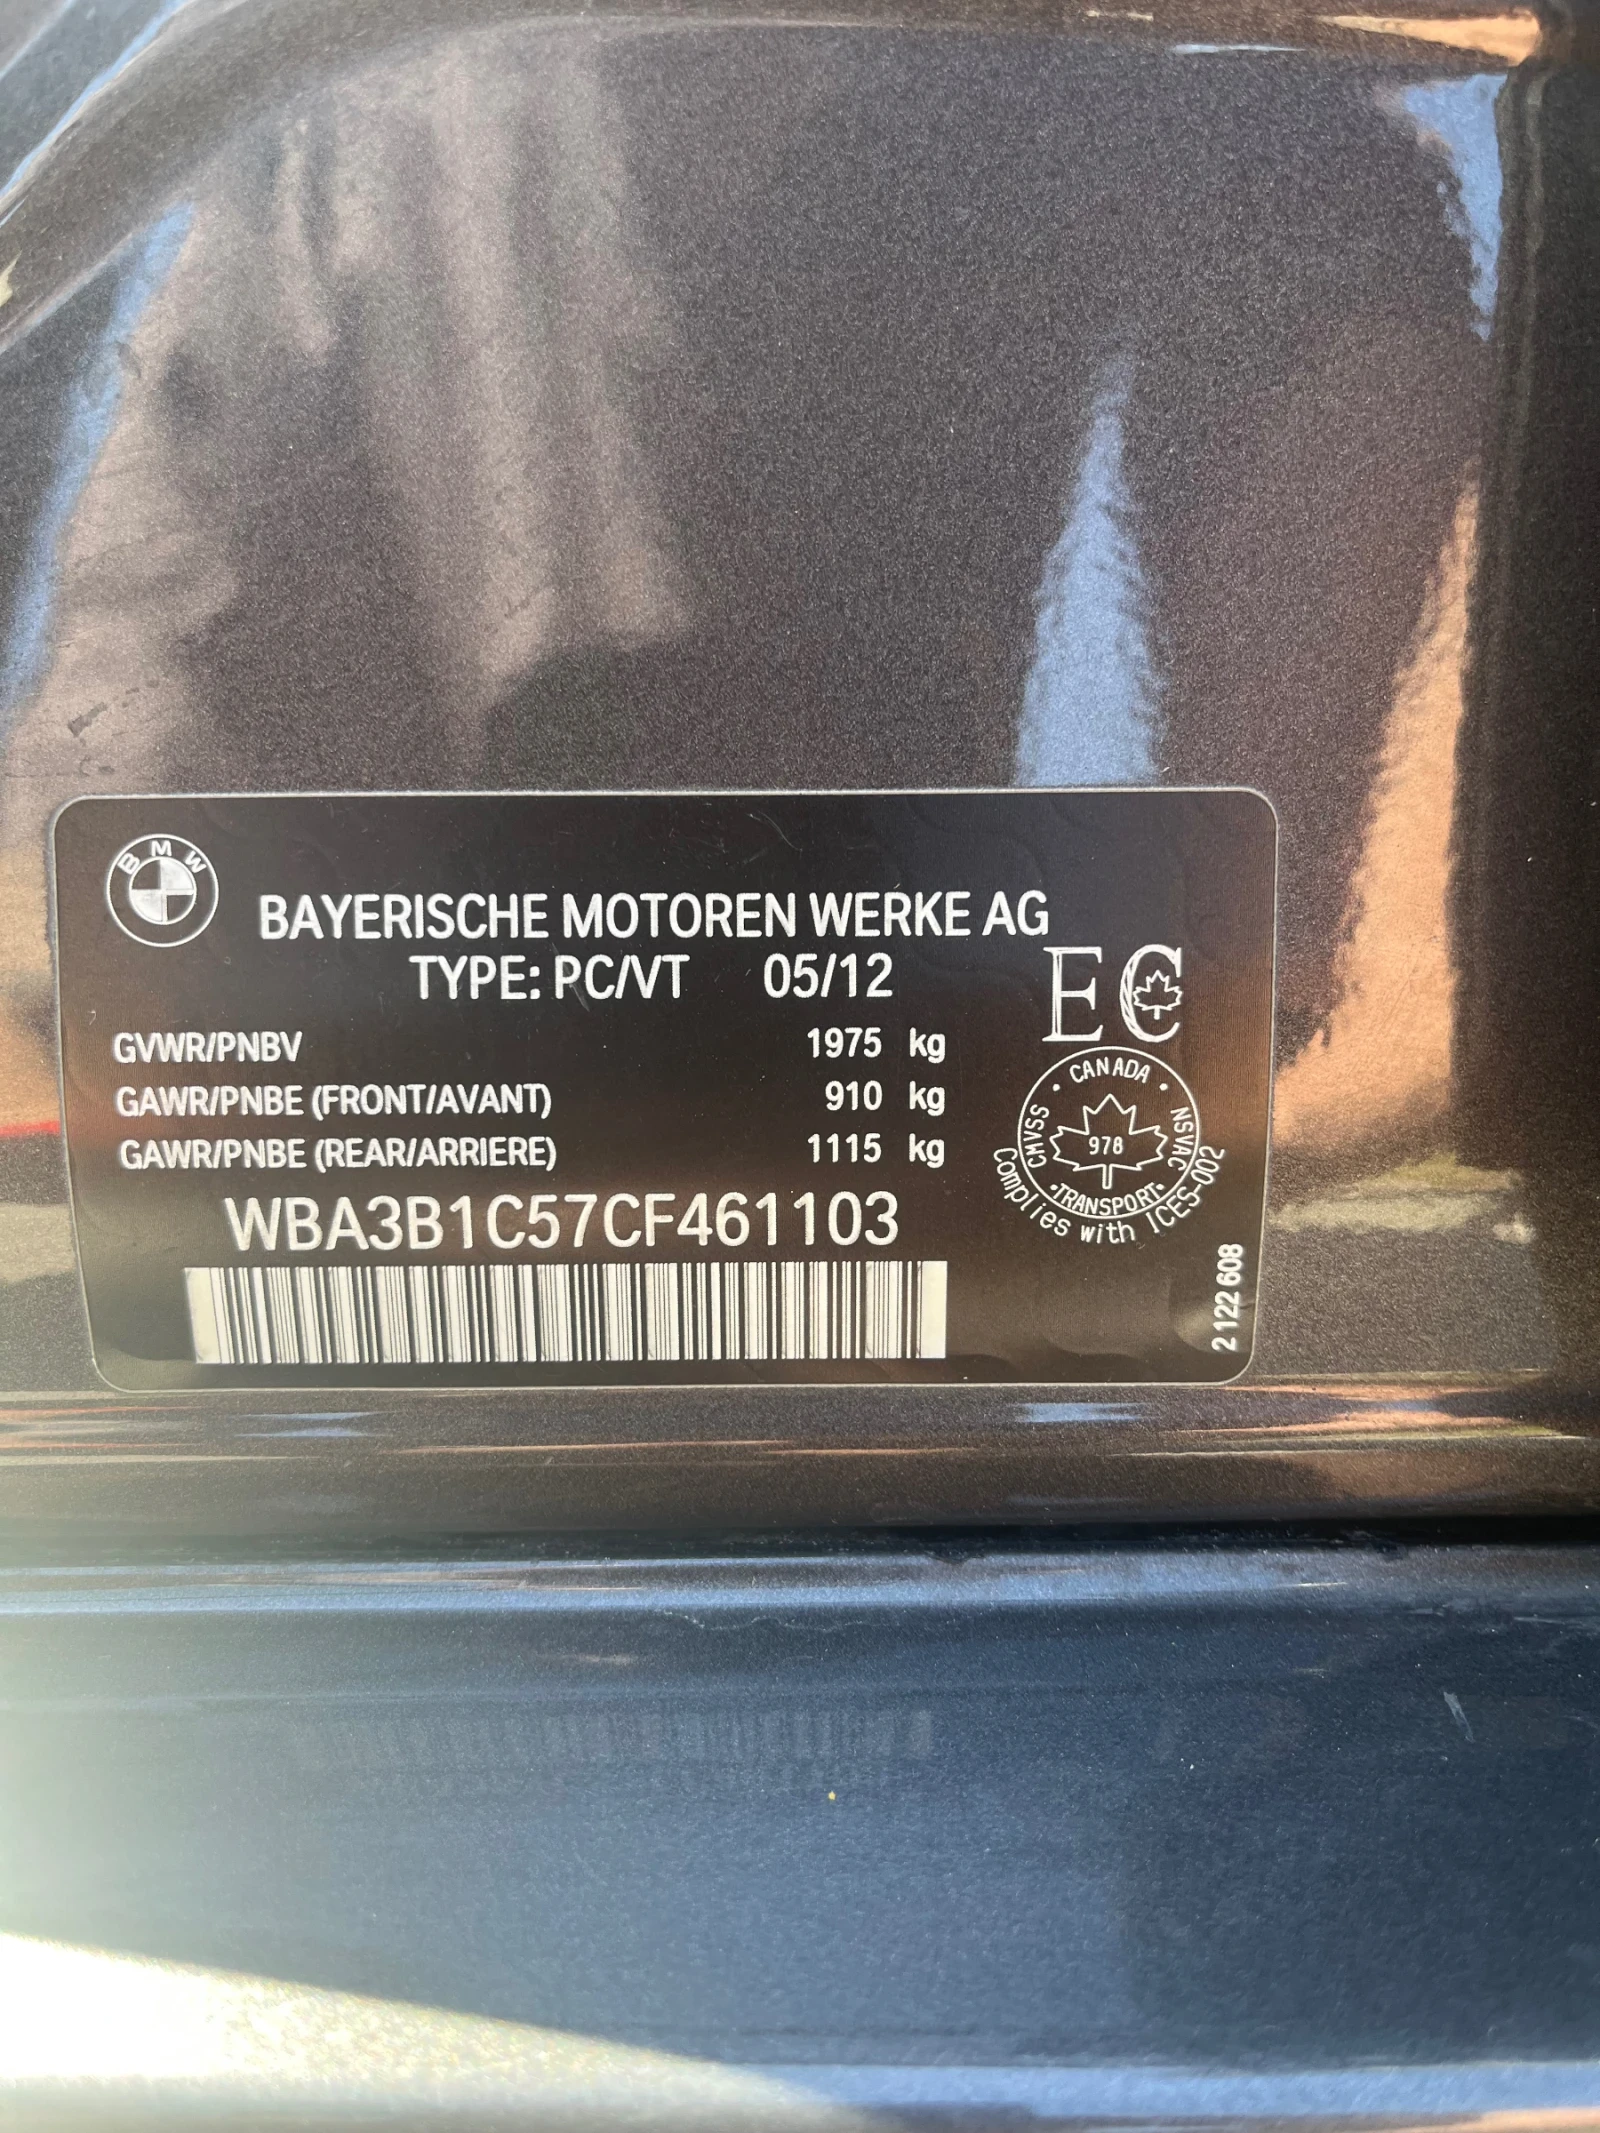 BMW
BAYERISCHE MOTOREN WERKE AG
TYPE: PC/VT 05/12
EC
GVWR/PNBV 1975 kg
GAWR/PNBE (FRONT/AVANT) 910 kg
GAWR/PNBE (REAR/ARRIERE) 1115 kg
CANADA
CMVSS
978
NSVAC
TRANSPORT
Complies with ICES-002
WBA3B1C57CF461103
2 122 608